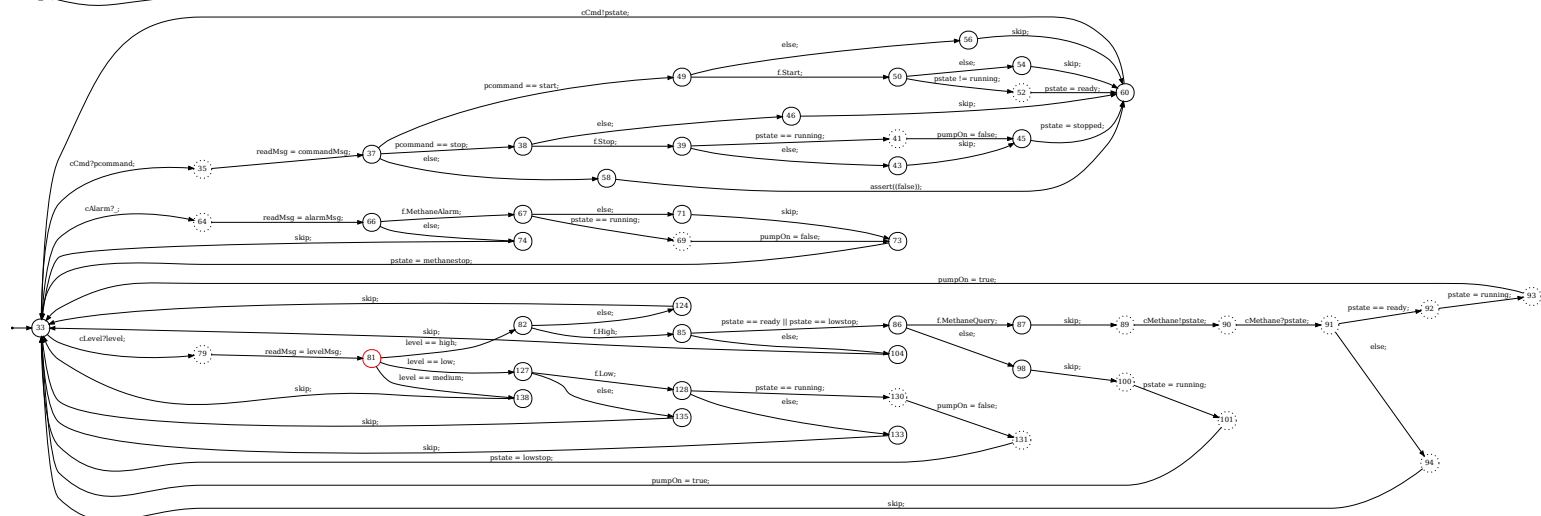 cCmd!pstate;
56
skip;
else;
54
else;
skip;
49
f.Start;
50
pstate != running;
pcommand == start;
52
pstate = ready;
60
skip;
46
else;
pstate = stopped;
pstate == running;
41
pumpOn = false;
45
pcommand == stop;
38
f.Stop;
39
skip;
readMsg = commandMsg;
37
else;
else;
cCmd?pcommand;
35
43
58
assert((false));
cAlarm?_;
f.MethaneAlarm;
67
else;
71
skip;
64
readMsg = alarmMsg;
66
pstate == running;
else;
skip;
74
69
pumpOn = false;
73
pstate = methanestop;
pumpOn = true;
skip;
124
pstate = running;
93
else;
pstate == ready;
92
33
skip;
82
f.High;
85
pstate == ready || pstate == lowstop;
86
f.MethaneQuery;
87
skip;
89
cMethane!pstate;
90
cMethane?pstate;
91
cLevel?level;
level == high;
else;
else;
else;
79
readMsg = levelMsg;
81
104
level == low;
127
f.Low;
98
skip;
level == medium;
100
pstate = running;
skip;
138
else;
128
pstate == running;
130
else;
pumpOn = false;
skip;
135
101
skip;
133
131
pstate = lowstop;
94
pumpOn = true;
skip;